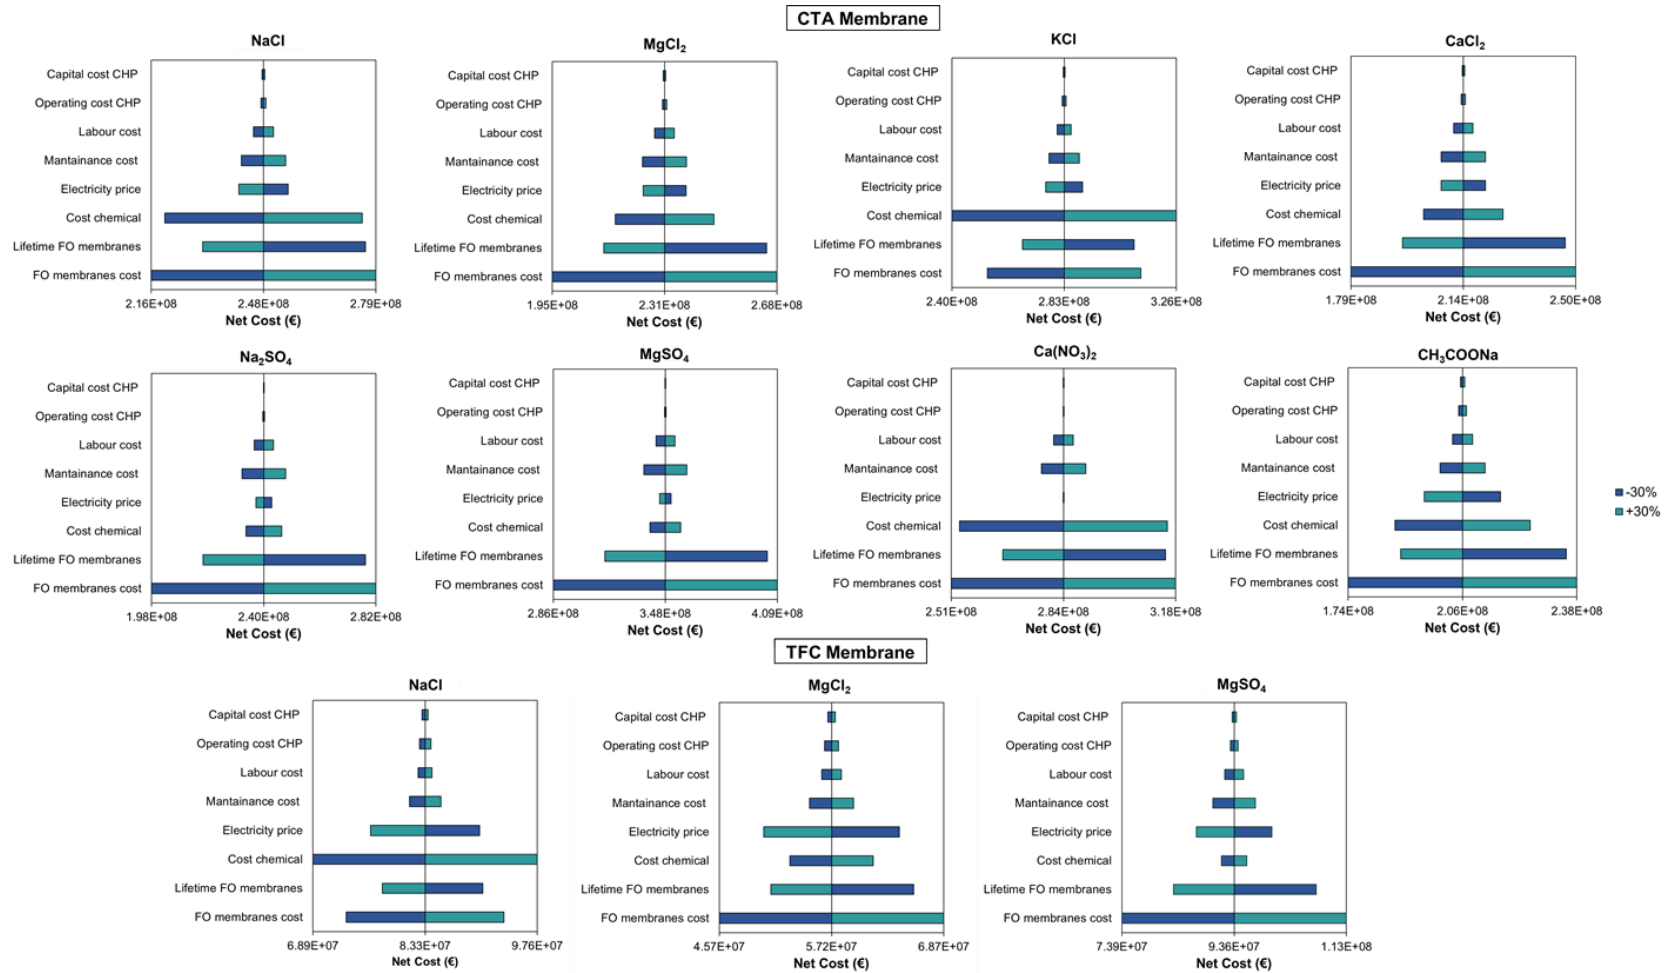 CTA Membrane
NaCl
Capital cost CHP
Operating cost CHP
Labour cost
Mantainance cost
Electricity price
Cost chemical
Lifetime FO membranes
FO membranes cost
2.16E+08 2.48E+08 2.79E+08
Net Cost (€)
MgCl₂
Capital cost CHP
Operating cost CHP
Labour cost
Mantainance cost
Electricity price
Cost chemical
Lifetime FO membranes
FO membranes cost
1.95E+08 2.31E+08 2.68E+08
Net Cost (€)
KCl
Capital cost CHP
Operating cost CHP
Labour cost
Mantainance cost
Electricity price
Cost chemical
Lifetime FO membranes
FO membranes cost
2.40E+08 2.83E+08 3.26E+08
Net Cost (€)
CaCl₂
Capital cost CHP
Operating cost CHP
Labour cost
Mantainance cost
Electricity price
Cost chemical
Lifetime FO membranes
FO membranes cost
1.79E+08 2.14E+08 2.50E+08
Net Cost (€)
Na₂SO₄
Capital cost CHP
Operating cost CHP
Labour cost
Mantainance cost
Electricity price
Cost chemical
Lifetime FO membranes
FO membranes cost
1.98E+08 2.40E+08 2.82E+08
Net Cost (€)
MgSO₄
Capital cost CHP
Operating cost CHP
Labour cost
Mantainance cost
Electricity price
Cost chemical
Lifetime FO membranes
FO membranes cost
2.86E+08 3.48E+08 4.09E+08
Net Cost (€)
Ca(NO₃)₂
Capital cost CHP
Operating cost CHP
Labour cost
Mantainance cost
Electricity price
Cost chemical
Lifetime FO membranes
FO membranes cost
2.51E+08 2.84E+08 3.18E+08
Net Cost (€)
CH₃COONa
Capital cost CHP
Operating cost CHP
Labour cost
Mantainance cost
Electricity price
Cost chemical
Lifetime FO membranes
FO membranes cost
1.74E+08 2.06E+08 2.38E+08
Net Cost (€)
-30%
+30%
TFC Membrane
NaCl
Capital cost CHP
Operating cost CHP
Labour cost
Mantainance cost
Electricity price
Cost chemical
Lifetime FO membranes
FO membranes cost
6.89E+07 8.33E+07 9.76E+07
Net Cost (€)
MgCl₂
Capital cost CHP
Operating cost CHP
Labour cost
Mantainance cost
Electricity price
Cost chemical
Lifetime FO membranes
FO membranes cost
4.57E+07 5.72E+07 6.87E+07
Net Cost (€)
MgSO₄
Capital cost CHP
Operating cost CHP
Labour cost
Mantainance cost
Electricity price
Cost chemical
Lifetime FO membranes
FO membranes cost
7.39E+07 9.36E+07 1.13E+08
Net Cost (€)